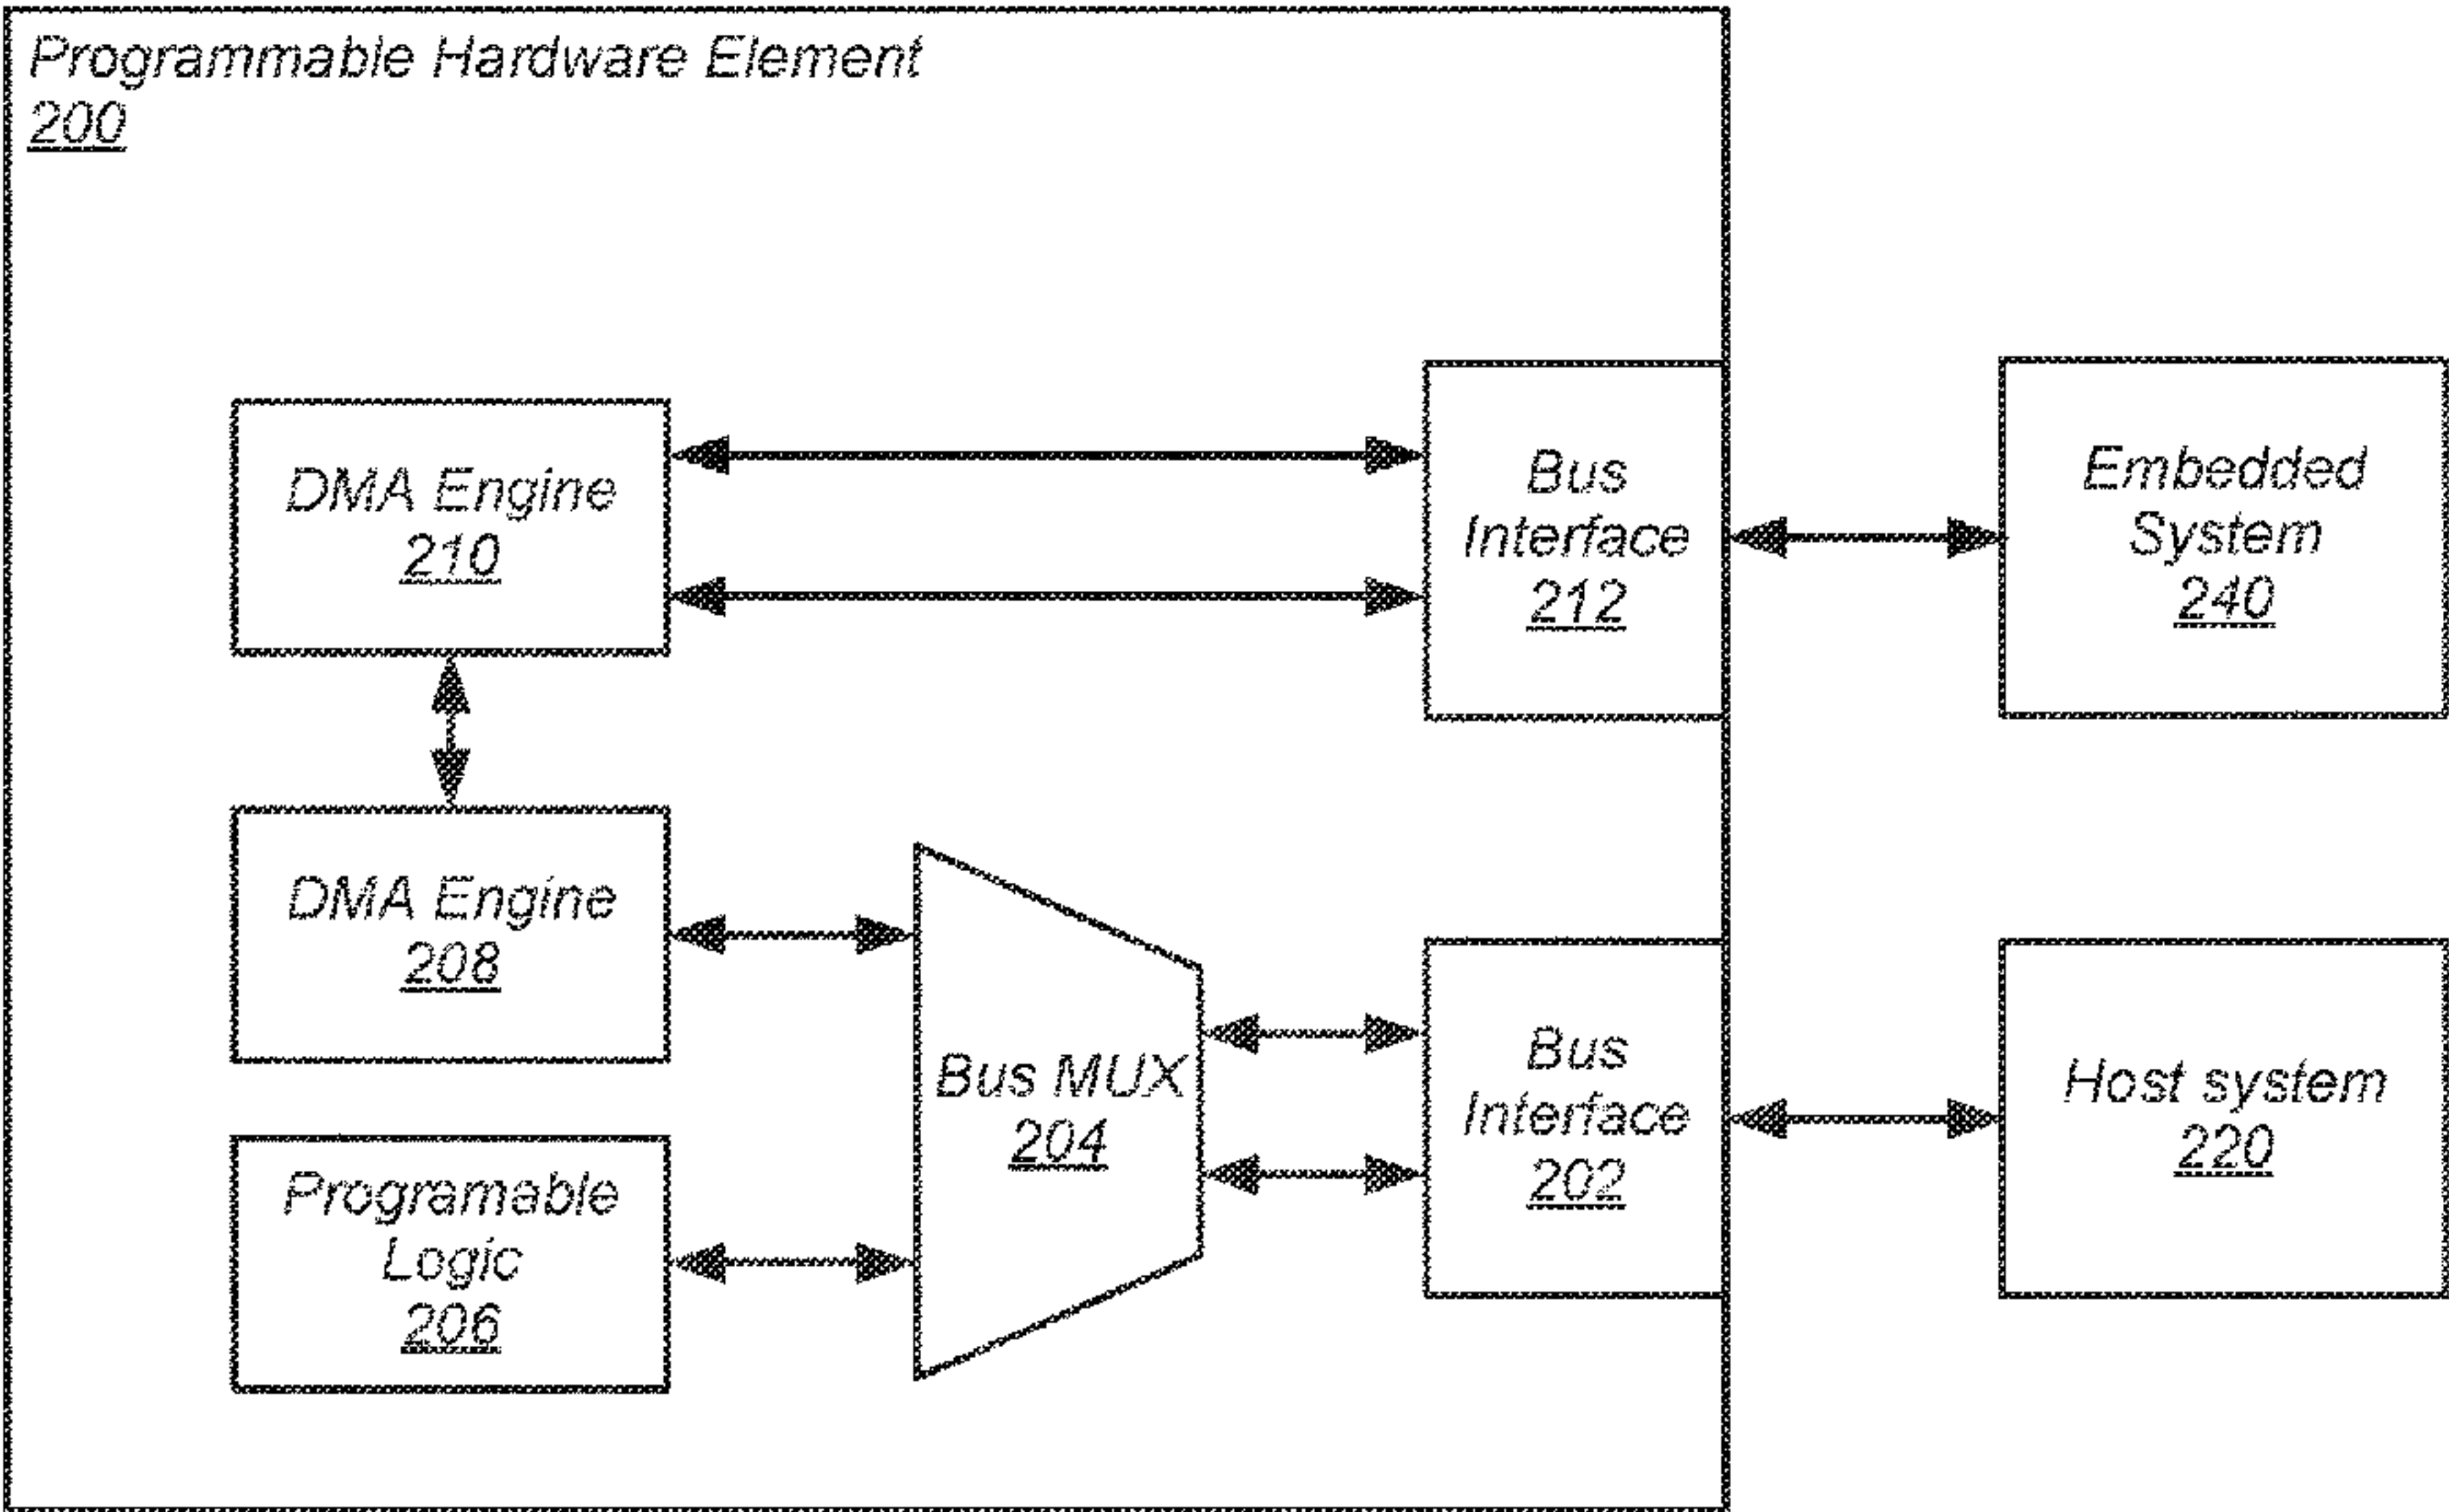 Programmable Hardware Element
200
DMA Engine
210
Bus
Interface
212
Embedded
System
240
DMA Engine
208
Bus MUX
204
Bus
Interface
202
Host system
220
Programable
Logic
206